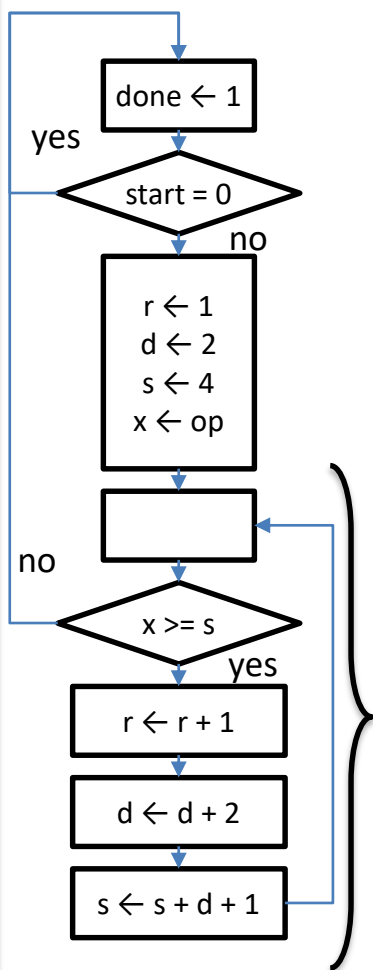 done ← 1
yes
start = 0
no
r ← 1
d ← 2
s ← 4
x ← op
no
x >= s
yes
r ← r + 1
d ← d + 2
s ← s + d + 1